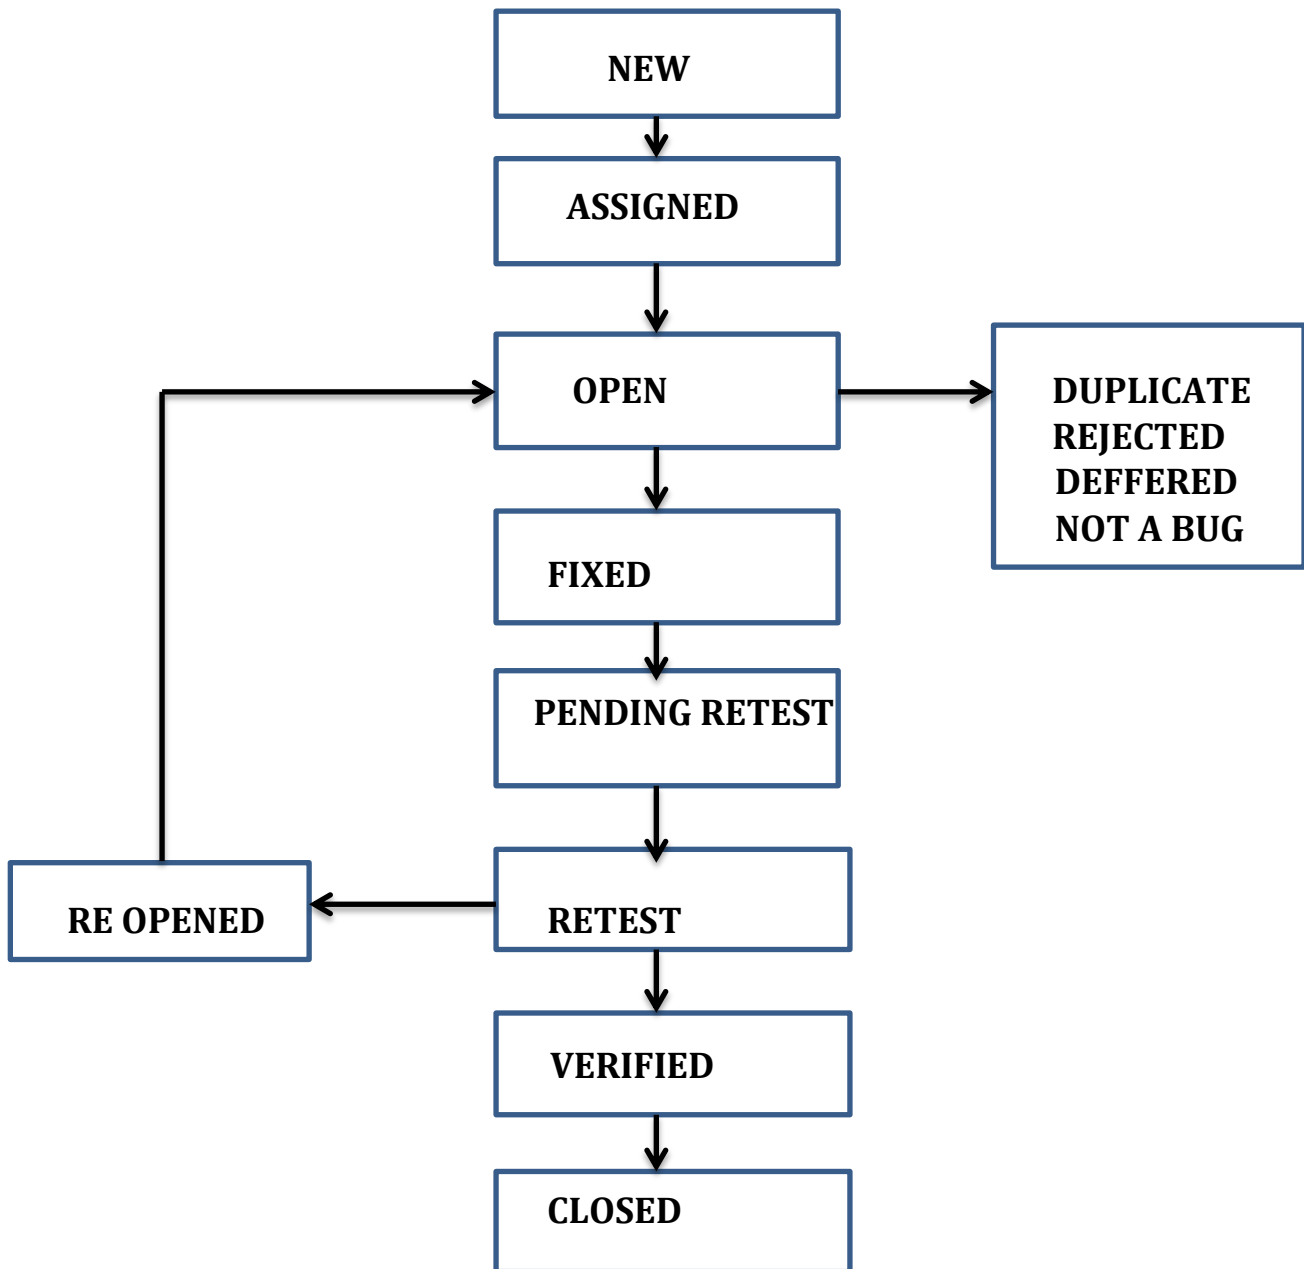 NEW
ASSIGNED
OPEN
DUPLICATE
REJECTED
DEFFERED
NOT A BUG
FIXED
PENDING RETEST
RE OPENED
RETEST
VERIFIED
CLOSED